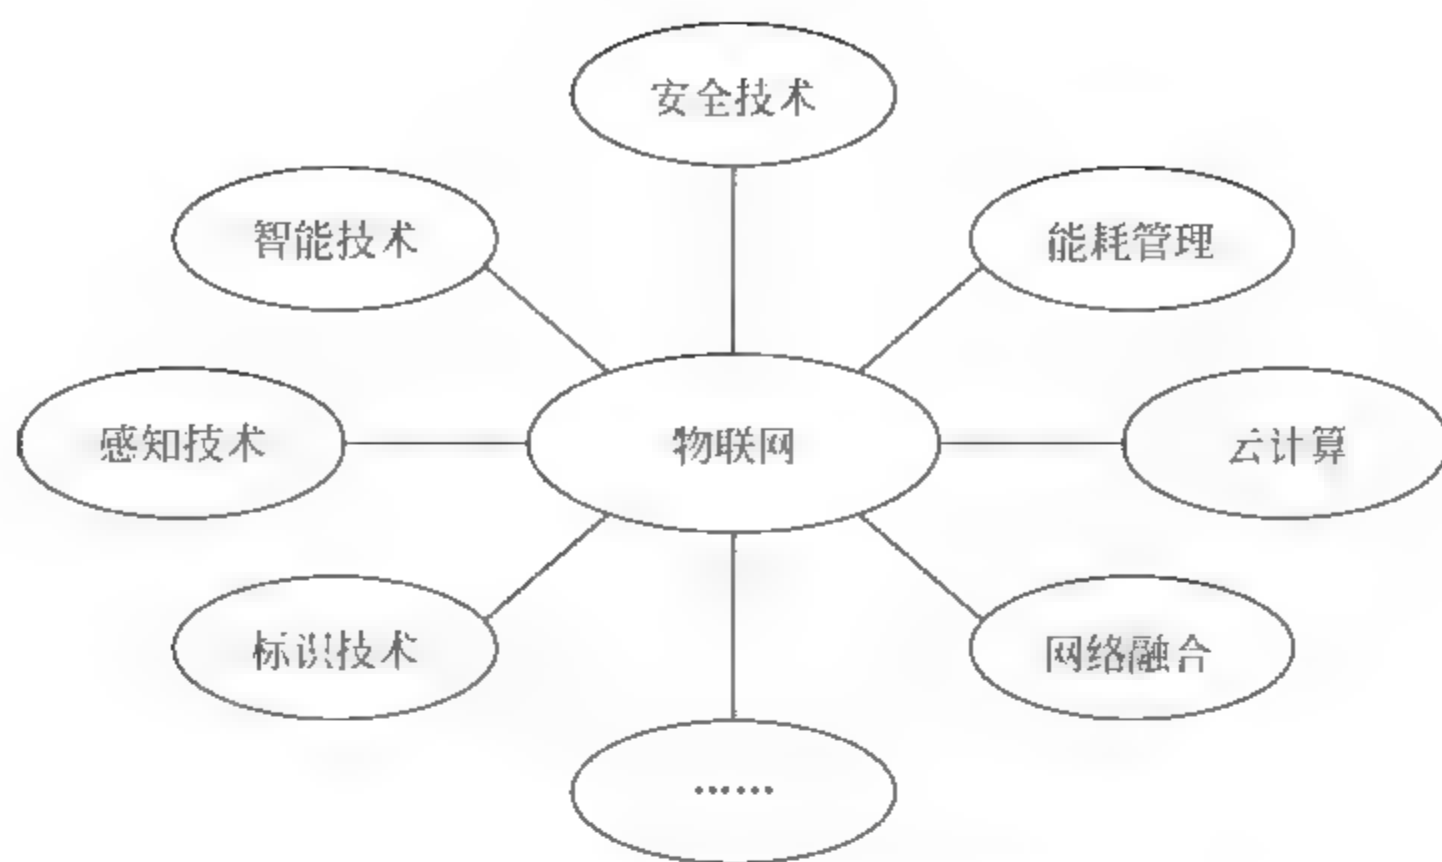 安全技术
智能技术
能耗管理
感知技术
物联网
云计算
标识技术
网络融合
……